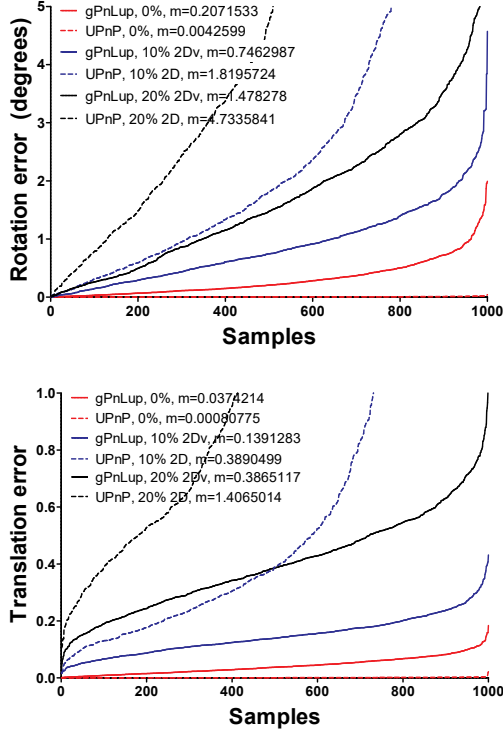 gPnLup, 0%, m=0.2071533
UPnP, 0%, m=0.0042599
gPnLup, 10% 2Dv, m=0.7462987
UPnP, 10% 2D, m=1.8195724
gPnLup, 20% 2Dv, m=1.478278
UPnP, 20% 2D, m=4.7335841
Rotation error (degrees)
5
4
3
2
1
0
0 200 400 600 800 1000
Samples
gPnLup, 0%, m=0.0374214
UPnP, 0%, m=0.00080775
gPnLup, 10% 2Dv, m=0.1391283
UPnP, 10% 2D, m=0.3890499
gPnLup, 20% 2Dv, m=0.3865117
UPnP, 20% 2D, m=1.4065014
Translation error
1.0
0.8
0.6
0.4
0.2
0.0
0 200 400 600 800 1000
Samples